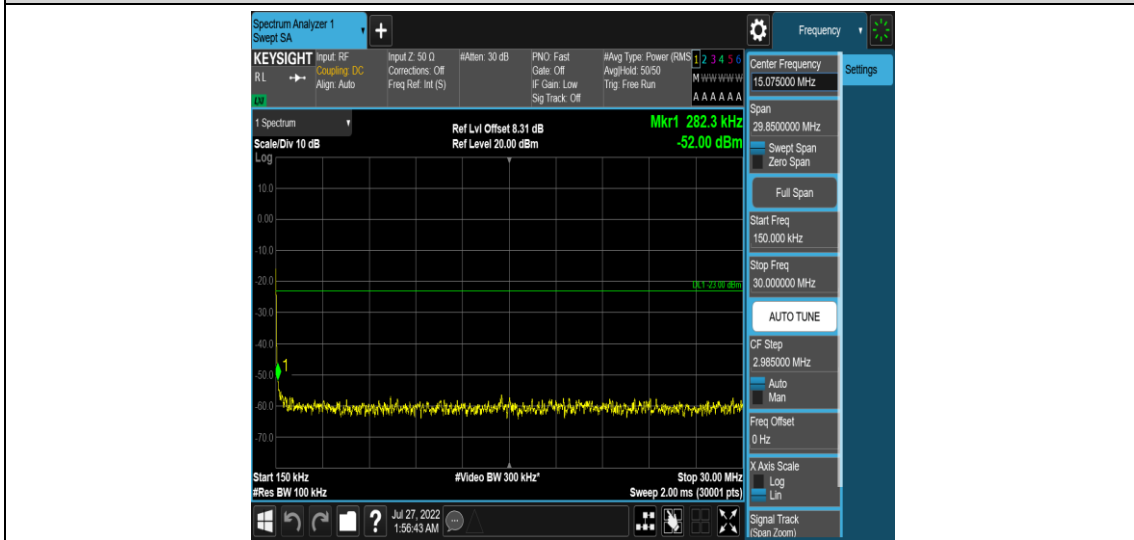 Spectrum Analyzer 1
Swept SA
+
Frequency
KEYSIGHT
RL
LXI
Input: RF
Coupling: DC
Align: Auto
Input Z: 50 Ω
Corrections: Off
Freq Ref: Int (S)
#Atten: 30 dB
PNO: Fast
Gate: Off
IF Gain: Low
Sig Track: Off
#Avg Type: Power (RMS
Avg|Hold: 50/50
Trig: Free Run
1 2 3 4 5 6
M W W W W W
A A A A A A
1 Spectrum
Scale/Div 10 dB
Log
Ref Lvl Offset 8.31 dB
Ref Level 20.00 dBm
Mkr1 282.3 kHz
-52.00 dBm
10.0
0.00
-10.0
-20.0
DL1 -23.00 dBm
-30.0
-40.0
1
-50.0
-60.0
-70.0
Start 150 kHz
#Res BW 100 kHz
#Video BW 300 kHz*
Stop 30.00 MHz
Sweep 2.00 ms (30001 pts)
?
Jul 27, 2022
1:56:43 AM
Center Frequency
15.075000 MHz
Settings
Span
29.8500000 MHz
Swept Span
Zero Span
Full Span
Start Freq
150.000 kHz
Stop Freq
30.000000 MHz
AUTO TUNE
CF Step
2.985000 MHz
Auto
Man
Freq Offset
0 Hz
X Axis Scale
Log
Lin
Signal Track
(Span Zoom)